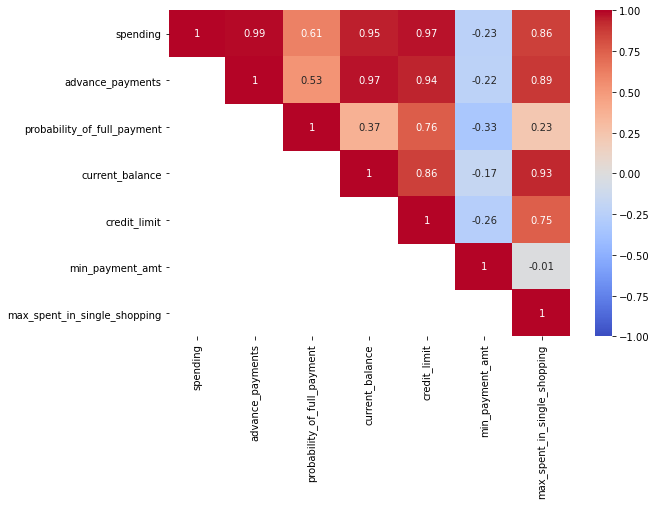 spending 1 0.99 0.61 0.95 0.97 -0.23 0.86
advance_payments 1 0.53 0.97 0.94 -0.22 0.89
probability_of_full_payment 1 0.37 0.76 -0.33 0.23
current_balance 1 0.86 -0.17 0.93
credit_limit 1 -0.26 0.75
min_payment_amt 1 -0.01
max_spent_in_single_shopping 1
spending
advance_payments
probability_of_full_payment
current_balance
credit_limit
min_payment_amt
max_spent_in_single_shopping
1.00
0.75
0.50
0.25
0.00
−0.25
−0.50
−0.75
−1.00